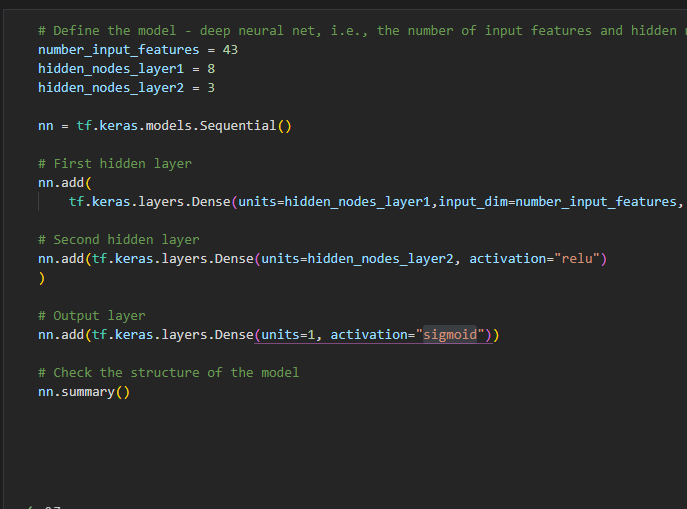 # Define the model - deep neural net, i.e., the number of input features and hidden
number_input_features = 43
hidden_nodes_layer1 = 8
hidden_nodes_layer2 = 3
nn = tf.keras.models.Sequential()
# First hidden layer
nn.add(
tf.keras.layers.Dense(units=hidden_nodes_layer1,input_dim=number_input_features,
# Second hidden layer
nn.add(tf.keras.layers.Dense(units=hidden_nodes_layer2, activation="relu")
)
# Output layer
nn.add(tf.keras.layers.Dense(units=1, activation="sigmoid"))
# Check the structure of the model
nn.summary()